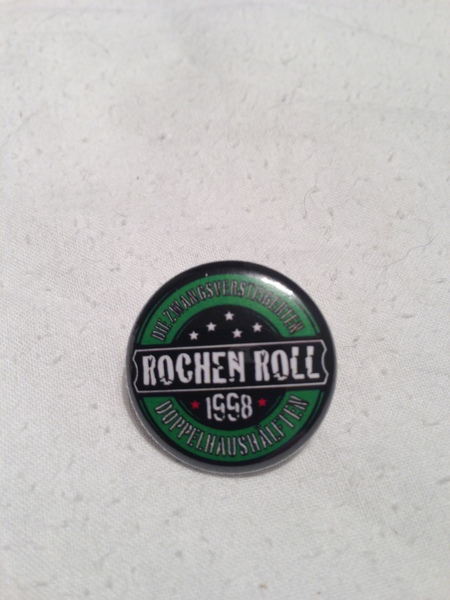 DIE ZWANGSVERSTEIGERTEN
ROCHEN ROLL
1998
DOPPELHAUSHÄLFTEN